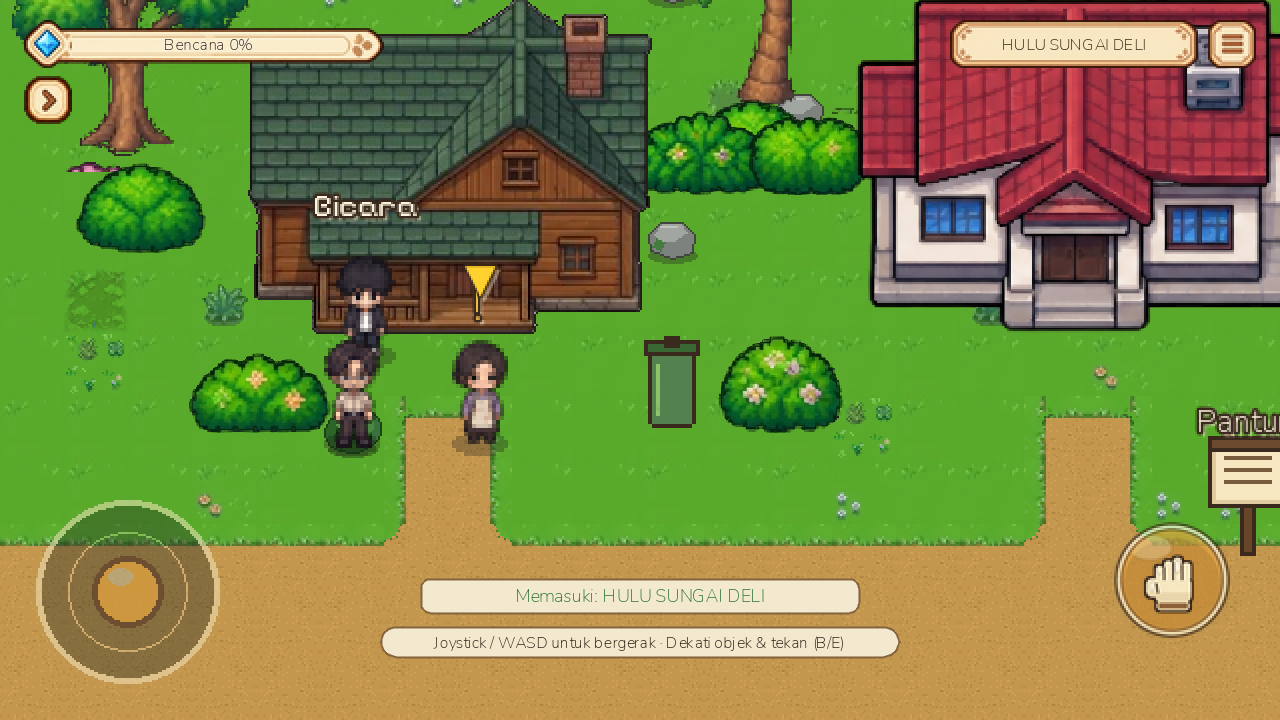 Bencana 0%
HULU SUNGAI DELI
Bicara
Memasuki: HULU SUNGAI DELI
Joystick / WASD untuk bergerak · Dekati objek & tekan (B/E)